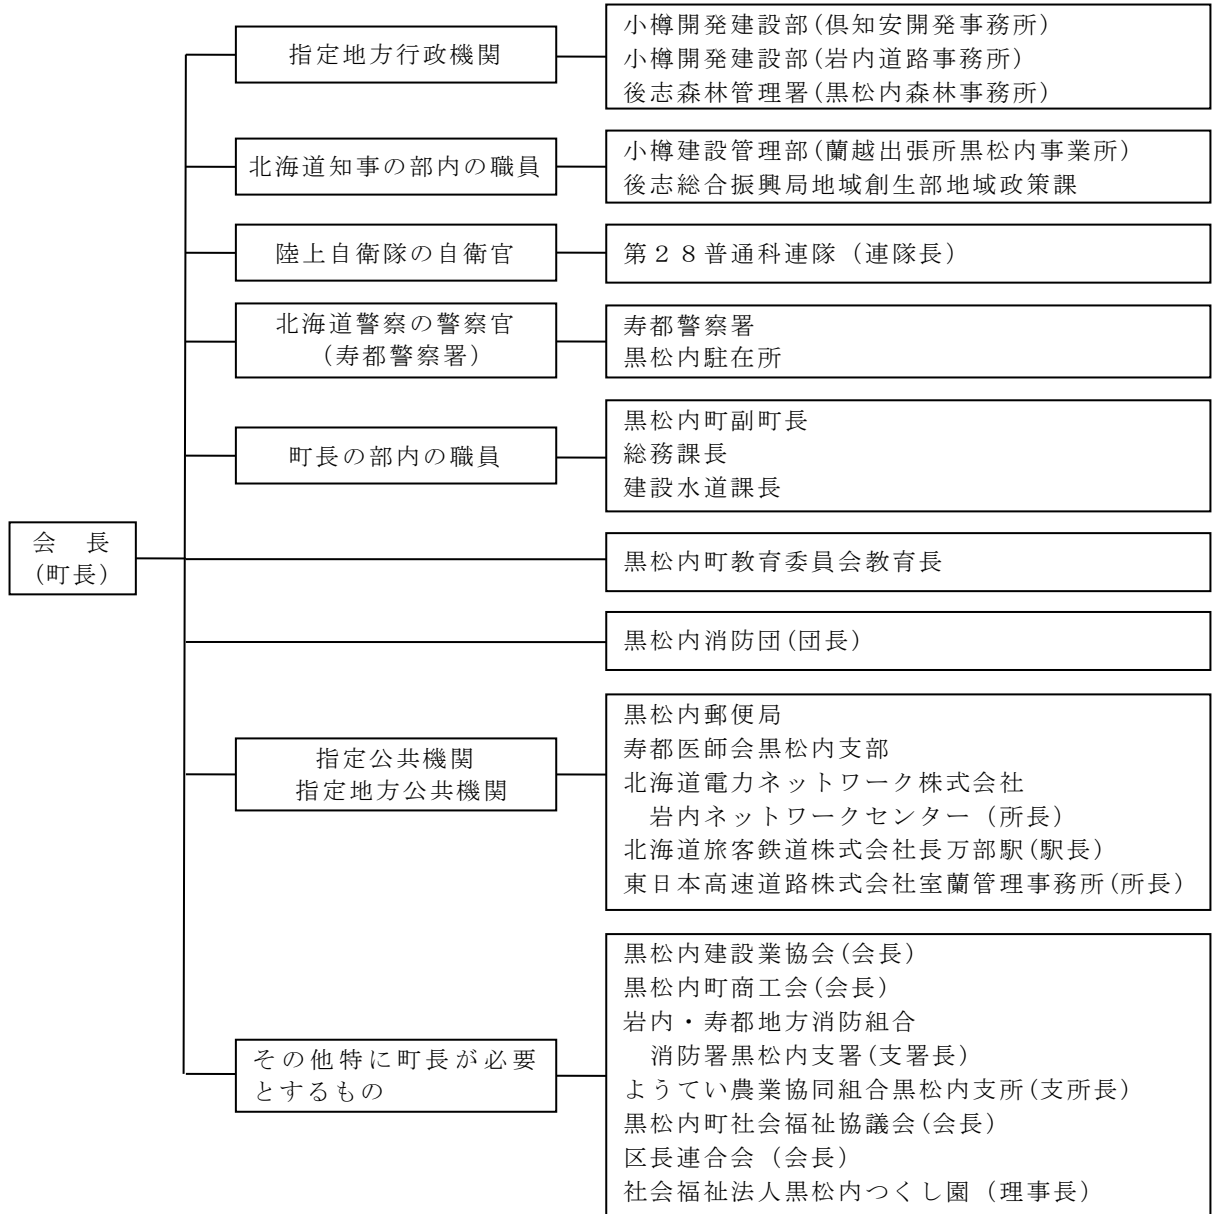 会　長
(町長)
指定地方行政機関
小樽開発建設部(倶知安開発事務所)
小樽開発建設部(岩内道路事務所)
後志森林管理署(黒松内森林事務所)
北海道知事の部内の職員
小樽建設管理部(蘭越出張所黒松内事業所)
後志総合振興局地域創生部地域政策課
陸上自衛隊の自衛官
第２８普通科連隊（連隊長）
北海道警察の警察官
(寿都警察署)
寿都警察署
黒松内駐在所
町長の部内の職員
黒松内町副町長
総務課長
建設水道課長
黒松内町教育委員会教育長
黒松内消防団(団長)
指定公共機関
指定地方公共機関
黒松内郵便局
寿都医師会黒松内支部
北海道電力ネットワーク株式会社
　岩内ネットワークセンター（所長）
北海道旅客鉄道株式会社長万部駅(駅長)
東日本高速道路株式会社室蘭管理事務所(所長)
その他特に町長が必要
とするもの
黒松内建設業協会(会長)
黒松内町商工会(会長)
岩内・寿都地方消防組合
　消防署黒松内支署(支署長)
ようてい農業協同組合黒松内支所(支所長)
黒松内町社会福祉協議会(会長)
区長連合会（会長）
社会福祉法人黒松内つくし園（理事長）